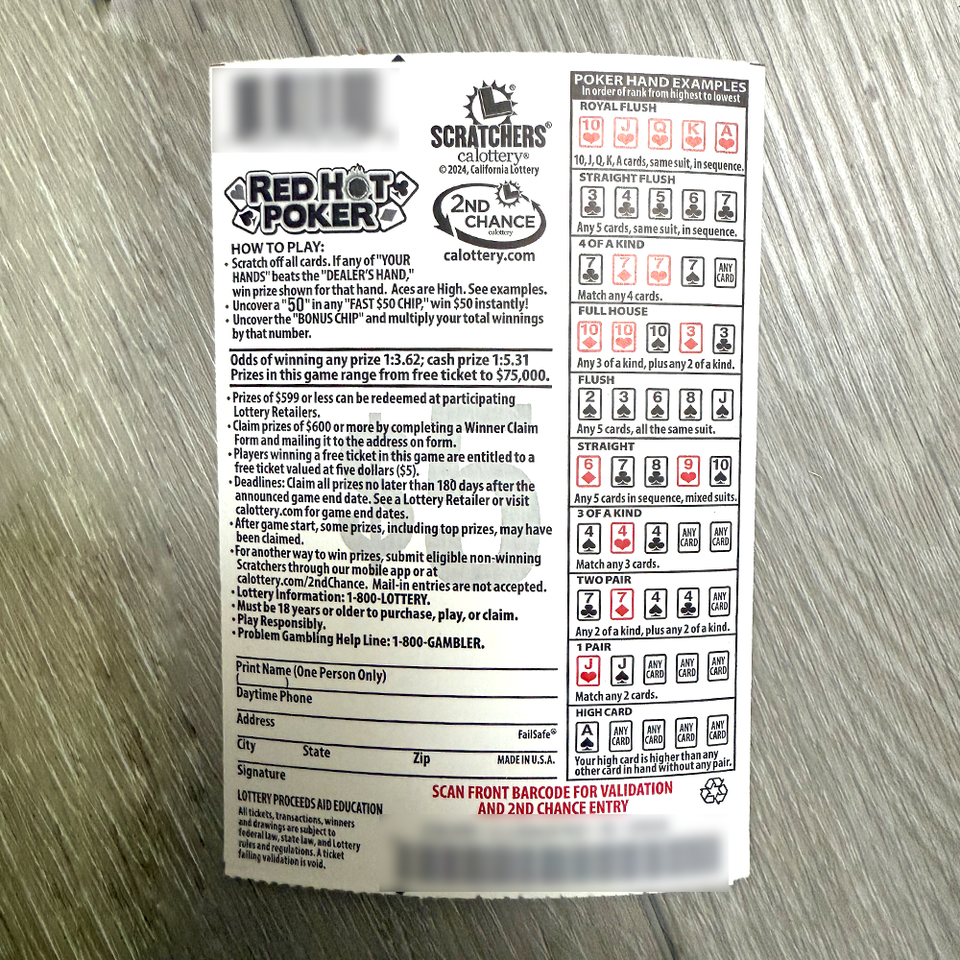 SCRATCHERS®
calottery®
© 2024, California Lottery
RED HOT
POKER
2ND
CHANCE
calottery
calottery.com
HOW TO PLAY:
• Scratch off all cards. If any of "YOUR
HANDS" beats the "DEALER'S HAND,"
win prize shown for that hand. Aces are High. See examples.
• Uncover a "50" in any "FAST $50 CHIP," win $50 instantly!
• Uncover the "BONUS CHIP" and multiply your total winnings
by that number.
Odds of winning any prize 1:3.62; cash prize 1:5.31
Prizes in this game range from free ticket to $75,000.
$5
• Prizes of $599 or less can be redeemed at participating
Lottery Retailers.
• Claim prizes of $600 or more by completing a Winner Claim
Form and mailing it to the address on form.
• Players winning a free ticket in this game are entitled to a
free ticket valued at five dollars ($5).
• Deadlines: Claim all prizes no later than 180 days after the
announced game end date. See a Lottery Retailer or visit
calottery.com for game end dates.
• After game start, some prizes, including top prizes, may have
been claimed.
• For another way to win prizes, submit eligible non-winning
Scratchers through our mobile app or at
calottery.com/2ndChance. Mail-in entries are not accepted.
• Lottery Information: 1-800-LOTTERY.
• Must be 18 years or older to purchase, play, or claim.
• Play Responsibly.
• Problem Gambling Help Line: 1-800-GAMBLER.
Print Name (One Person Only)
(          )
Daytime Phone
Address
FailSafe®
City State Zip MADE IN U.S.A.
Signature
LOTTERY PROCEEDS AID EDUCATION
All tickets, transactions, winners
and drawings are subject to
federal law, state law, and Lottery
rules and regulations. A ticket
failing validation is void.
SCAN FRONT BARCODE FOR VALIDATION
AND 2ND CHANCE ENTRY
POKER HAND EXAMPLES
In order of rank from highest to lowest
ROYAL FLUSH
10 J Q K A
10, J, Q, K, A cards, same suit, in sequence.
STRAIGHT FLUSH
3 4 5 6 7
Any 5 cards, same suit, in sequence.
4 OF A KIND
7 7 7 7 ANY CARD
Match any 4 cards.
FULL HOUSE
10 10 10 3 3
Any 3 of a kind, plus any 2 of a kind.
FLUSH
2 3 6 8 J
Any 5 cards, all the same suit.
STRAIGHT
6 7 8 9 10
Any 5 cards in sequence, mixed suits.
3 OF A KIND
4 4 4 ANY CARD ANY CARD
Match any 3 cards.
TWO PAIR
7 7 4 4 ANY CARD
Any 2 of a kind, plus any 2 of a kind.
1 PAIR
J J ANY CARD ANY CARD ANY CARD
Match any 2 cards.
HIGH CARD
A ANY CARD ANY CARD ANY CARD ANY CARD
Your high card is higher than any
other card in hand without any pair.